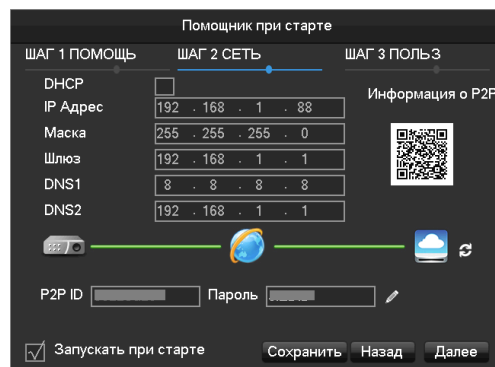 Помощник при старте
ШАГ 1 ПОМОЩЬ ШАГ 2 СЕТЬ ШАГ 3 ПОЛЬЗ
DHCP
Информация о P2P
IP Адрес 192 . 168 . 1 . 88
Маска 255 . 255 . 255 . 0
Шлюз 192 . 168 . 1 . 1
DNS1 8 . 8 . 8 . 8
DNS2 192 . 168 . 1 . 1
P2P ID Пароль
Запускать при старте Сохранить Назад Далее